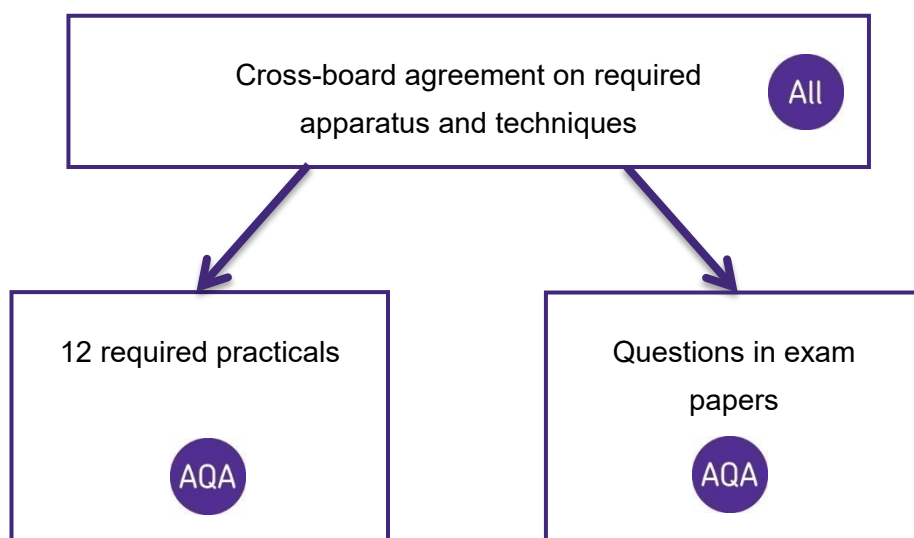 Cross-board agreement on required
apparatus and techniques
All
12 required practicals
AQA
Questions in exam
papers
AQA